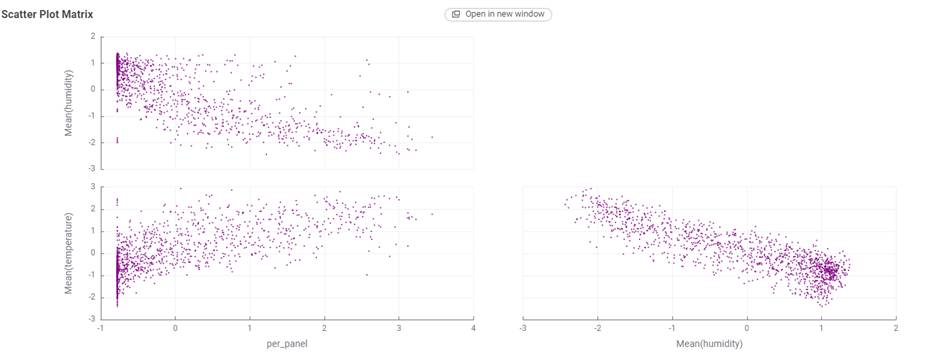 Scatter Plot Matrix
Open in new window
2
1
0
-1
-2
-3
Mean(humidity)
3
2
1
0
-1
-2
-3
Mean(temperature)
-1 0 1 2 3 4
per_panel
-3 -2 -1 0 1 2
Mean(humidity)